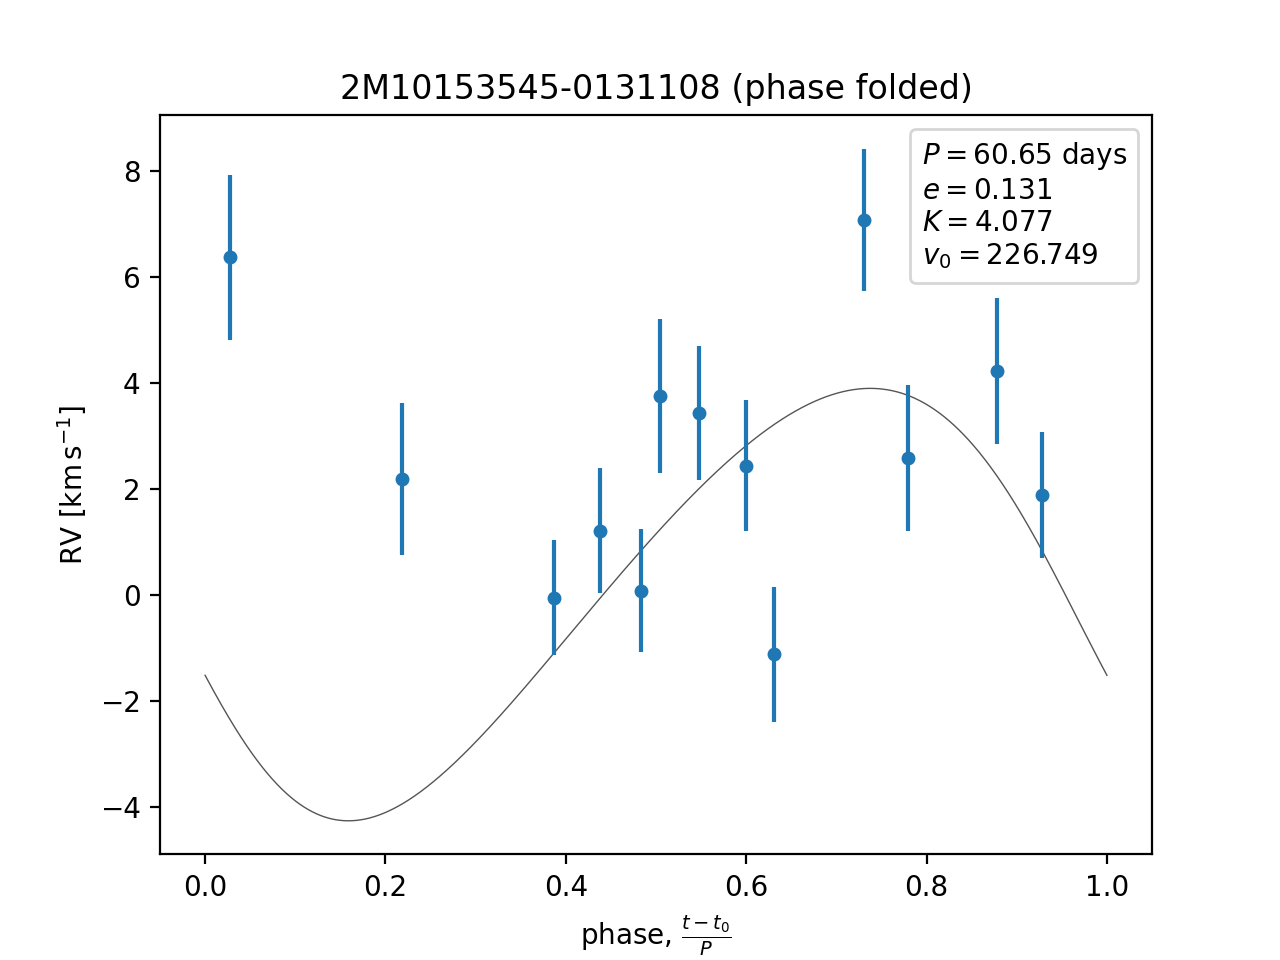 2M10153545-0131108 (phase folded)
P = 60.65 days
e = 0.131
K = 4.077
v₀ = 226.749
8
6
4
2
0
−2
−4
RV [km s⁻¹]
0.0 0.2 0.4 0.6 0.8 1.0
phase, (t − t₀)/P